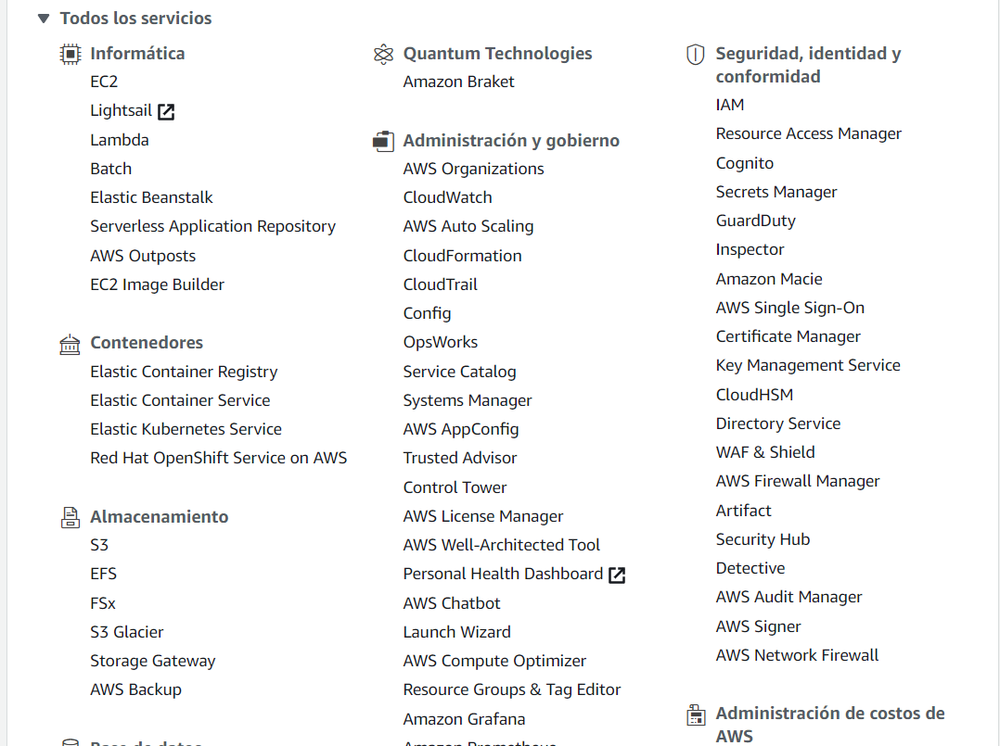 Todos los servicios
Informática
EC2
Lightsail
Lambda
Batch
Elastic Beanstalk
Serverless Application Repository
AWS Outposts
EC2 Image Builder
Contenedores
Elastic Container Registry
Elastic Container Service
Elastic Kubernetes Service
Red Hat OpenShift Service on AWS
Almacenamiento
S3
EFS
FSx
S3 Glacier
Storage Gateway
AWS Backup
Base de datos
Quantum Technologies
Amazon Braket
Administración y gobierno
AWS Organizations
CloudWatch
AWS Auto Scaling
CloudFormation
CloudTrail
Config
OpsWorks
Service Catalog
Systems Manager
AWS AppConfig
Trusted Advisor
Control Tower
AWS License Manager
AWS Well-Architected Tool
Personal Health Dashboard
AWS Chatbot
Launch Wizard
AWS Compute Optimizer
Resource Groups & Tag Editor
Amazon Grafana
Amazon Prometheus
Seguridad, identidad y
conformidad
IAM
Resource Access Manager
Cognito
Secrets Manager
GuardDuty
Inspector
Amazon Macie
AWS Single Sign-On
Certificate Manager
Key Management Service
CloudHSM
Directory Service
WAF & Shield
AWS Firewall Manager
Artifact
Security Hub
Detective
AWS Audit Manager
AWS Signer
AWS Network Firewall
Administración de costos de
AWS